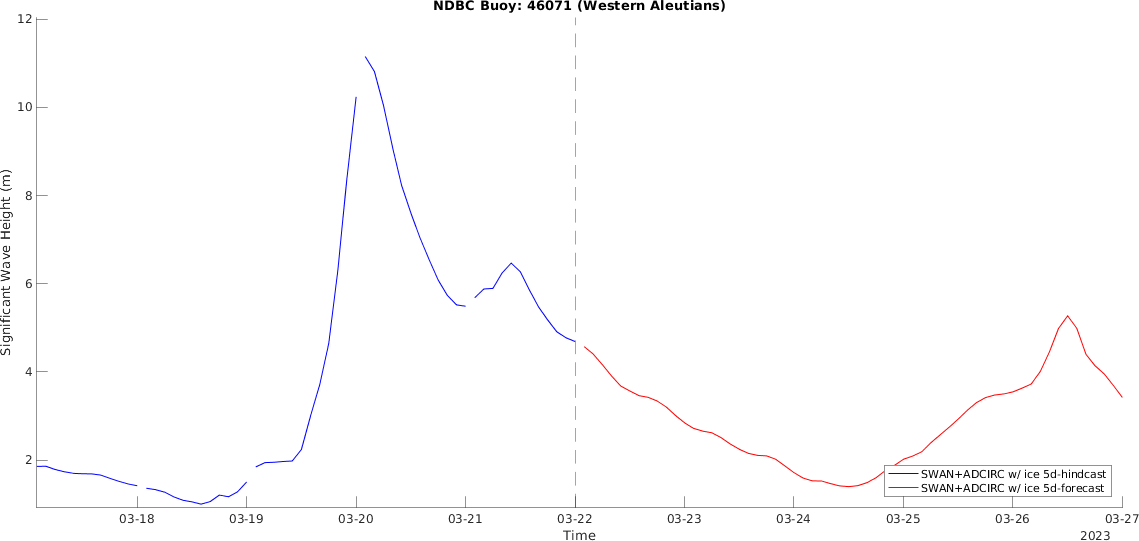 NDBC Buoy: 46071 (Western Aleutians)
12
10
8
6
4
2
Significant Wave Height (m)
SWAN+ADCIRC w/ ice 5d-hindcast
SWAN+ADCIRC w/ ice 5d-forecast
03-18 03-19 03-20 03-21 03-22 03-23 03-24 03-25 03-26 03-27
Time
2023